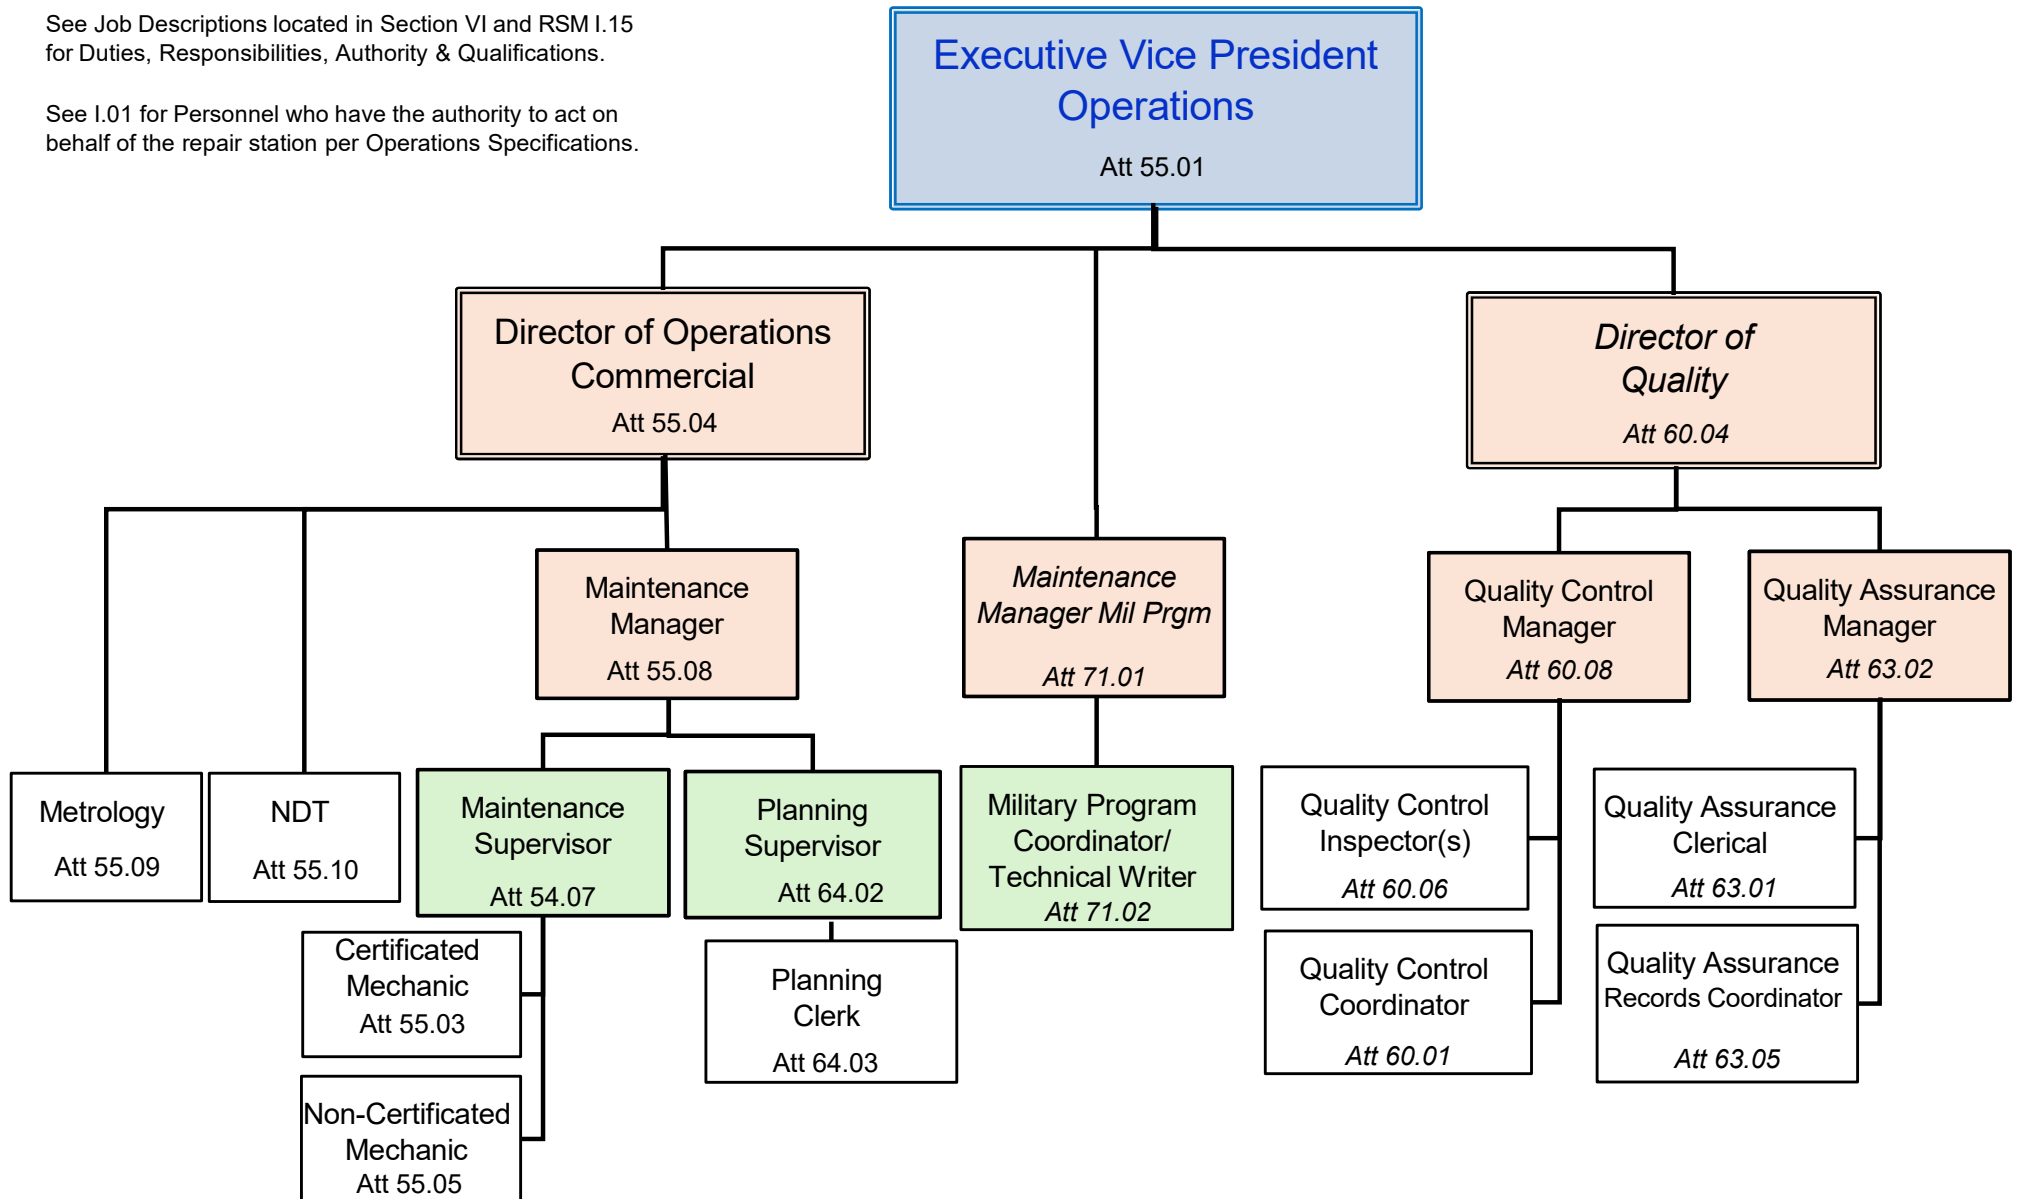 See Job Descriptions located in Section VI and RSM I.15
for Duties, Responsibilities, Authority & Qualifications.
See I.01 for Personnel who have the authority to act on
behalf of the repair station per Operations Specifications.
Executive Vice President
Operations
Att 55.01
Director of Operations
Commercial
Att 55.04
Director of
Quality
Att 60.04
Maintenance
Manager
Att 55.08
Maintenance
Manager Mil Prgm
Att 71.01
Quality Control
Manager
Att 60.08
Quality Assurance
Manager
Att 63.02
Metrology
Att 55.09
NDT
Att 55.10
Maintenance
Supervisor
Att 54.07
Planning
Supervisor
Att 64.02
Military Program
Coordinator/
Technical Writer
Att 71.02
Quality Control
Inspector(s)
Att 60.06
Quality Assurance
Clerical
Att 63.01
Certificated
Mechanic
Att 55.03
Planning
Clerk
Att 64.03
Quality Control
Coordinator
Att 60.01
Quality Assurance
Records Coordinator
Att 63.05
Non-Certificated
Mechanic
Att 55.05